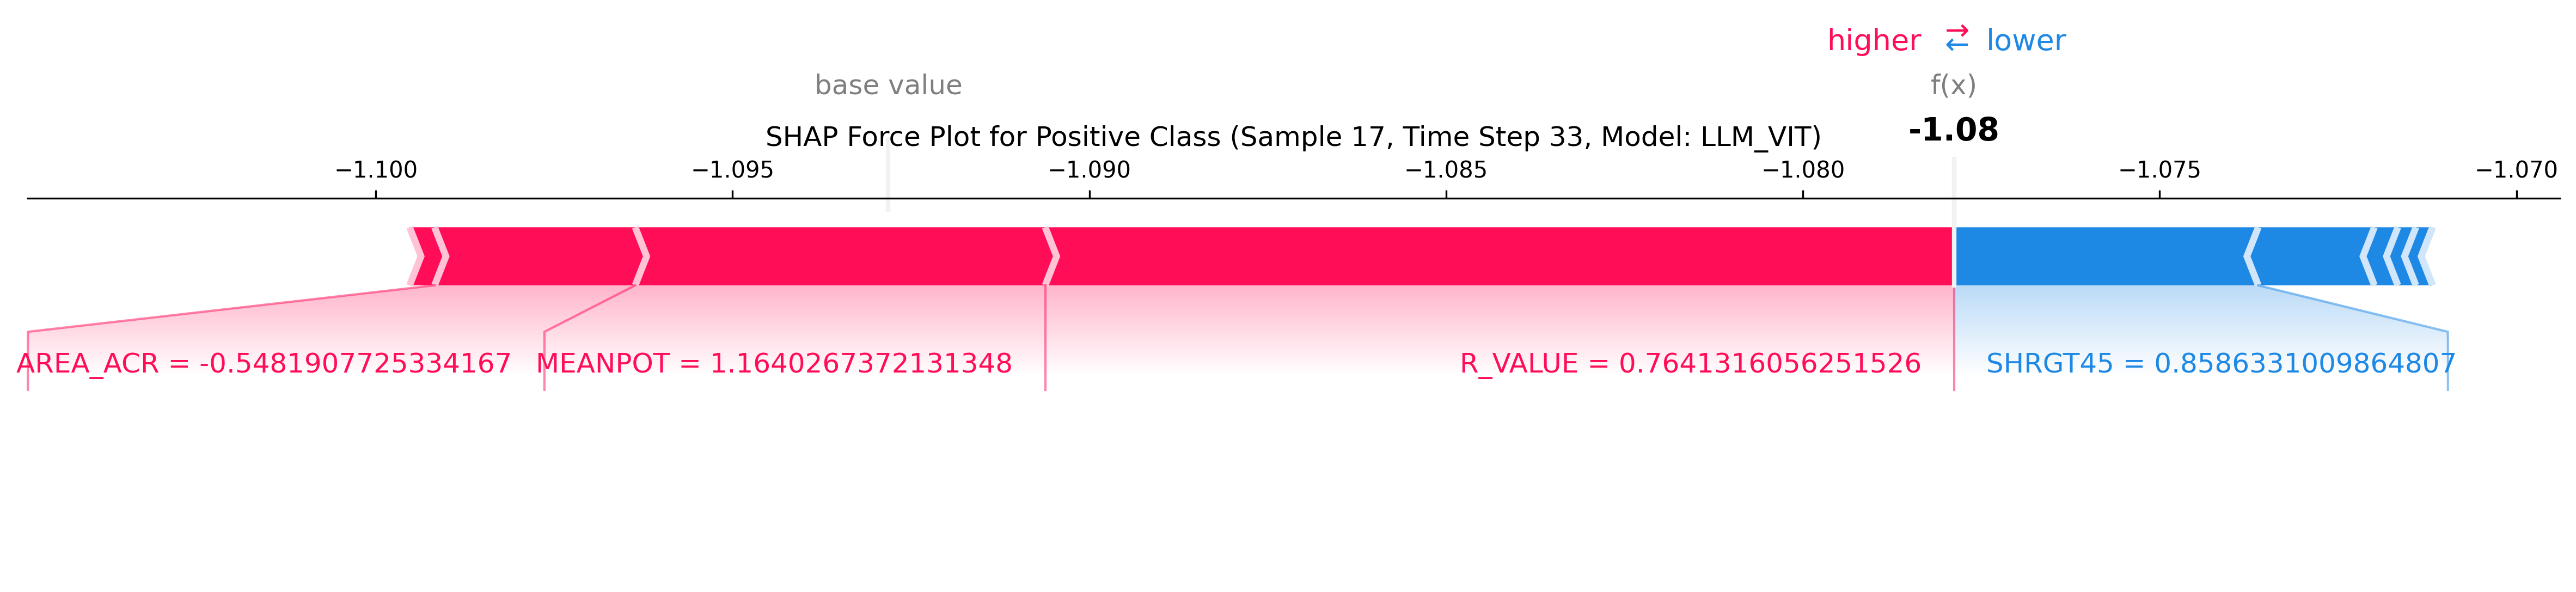 higher ⇄ lower
base value f(x)
SHAP Force Plot for Positive Class (Sample 17, Time Step 33, Model: LLM_VIT) -1.08
−1.100 −1.095 −1.090 −1.085 −1.080 −1.075 −1.070
AREA_ACR = -0.5481907725334167 MEANPOT = 1.1640267372131348 R_VALUE = 0.7641316056251526 SHRGT45 = 0.8586331009864807